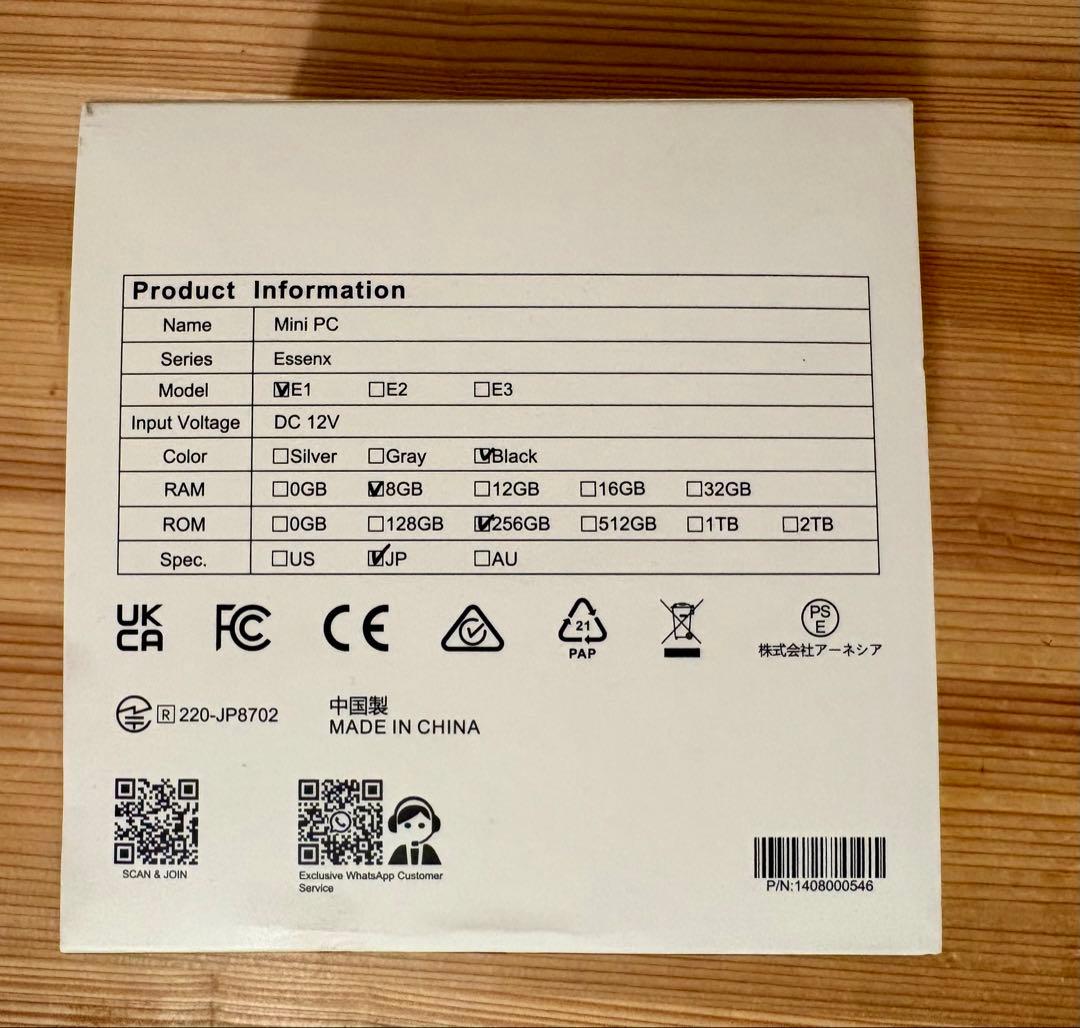 Product Information
Name Mini PC
Series Essenx
Model ☑E1 ☐E2 ☐E3
Input Voltage DC 12V
Color ☐Silver ☐Gray ☑Black
RAM ☐0GB ☑8GB ☐12GB ☐16GB ☐32GB
ROM ☐0GB ☐128GB ☑256GB ☐512GB ☐1TB ☐2TB
Spec. ☐US ☑JP ☐AU
UK
CA
FC
CE
21
PAP
PS
E
株式会社アーネシア
R 220-JP8702
中国製
MADE IN CHINA
SCAN & JOIN
Exclusive WhatsApp Customer
Service
P/N:1408000546